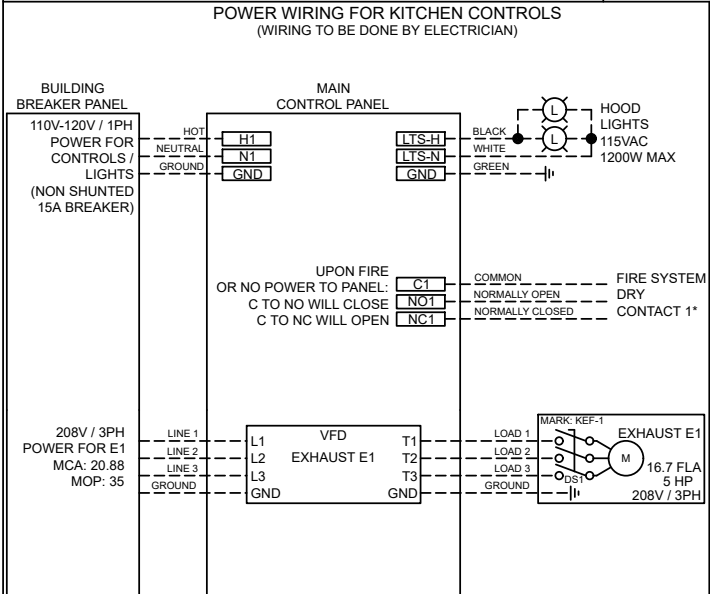 POWER WIRING FOR KITCHEN CONTROLS
(WIRING TO BE DONE BY ELECTRICIAN)
BUILDING
BREAKER PANEL
MAIN
CONTROL PANEL
110V-120V / 1PH
POWER FOR
CONTROLS /
LIGHTS
(NON SHUNTED
15A BREAKER)
HOT
NEUTRAL
GROUND
H1
N1
GND
LTS-H
LTS-N
GND
BLACK
WHITE
GREEN
L
L
HOOD
LIGHTS
115VAC
1200W MAX
UPON FIRE
OR NO POWER TO PANEL:
C TO NO WILL CLOSE
C TO NC WILL OPEN
C1
NO1
NC1
COMMON
NORMALLY OPEN
NORMALLY CLOSED
FIRE SYSTEM
DRY
CONTACT 1*
208V / 3PH
POWER FOR E1
MCA: 20.88
MOP: 35
LINE 1
LINE 2
LINE 3
GROUND
L1
L2
L3
GND
VFD
EXHAUST E1
T1
T2
T3
GND
LOAD 1
LOAD 2
LOAD 3
GROUND
MARK: KEF-1
DS1
M
EXHAUST E1
16.7 FLA
5 HP
208V / 3PH